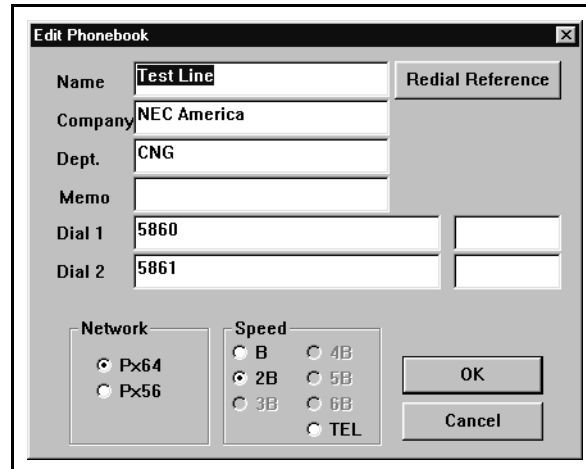 Edit Phonebook
Name Test Line Redial Reference
Company NEC America
Dept. CNG
Memo
Dial 1 5860
Dial 2 5861
Network Speed
Px64 B 4B
Px56 2B 5B
3B 6B
TEL
OK
Cancel